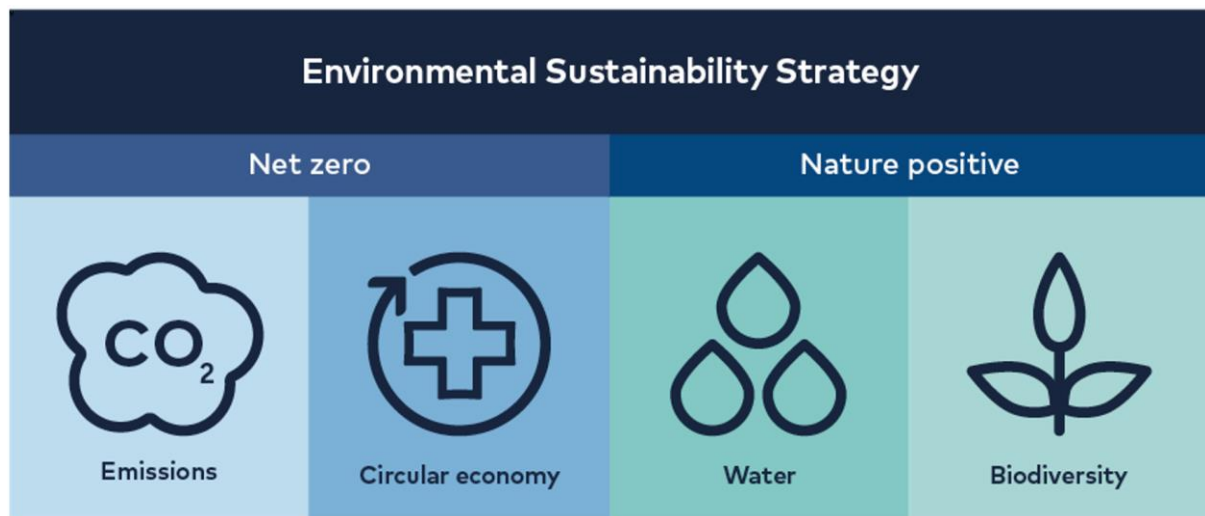 Environmental Sustainability Strategy
Net zero
Nature positive
CO₂
Emissions
Circular economy
Water
Biodiversity